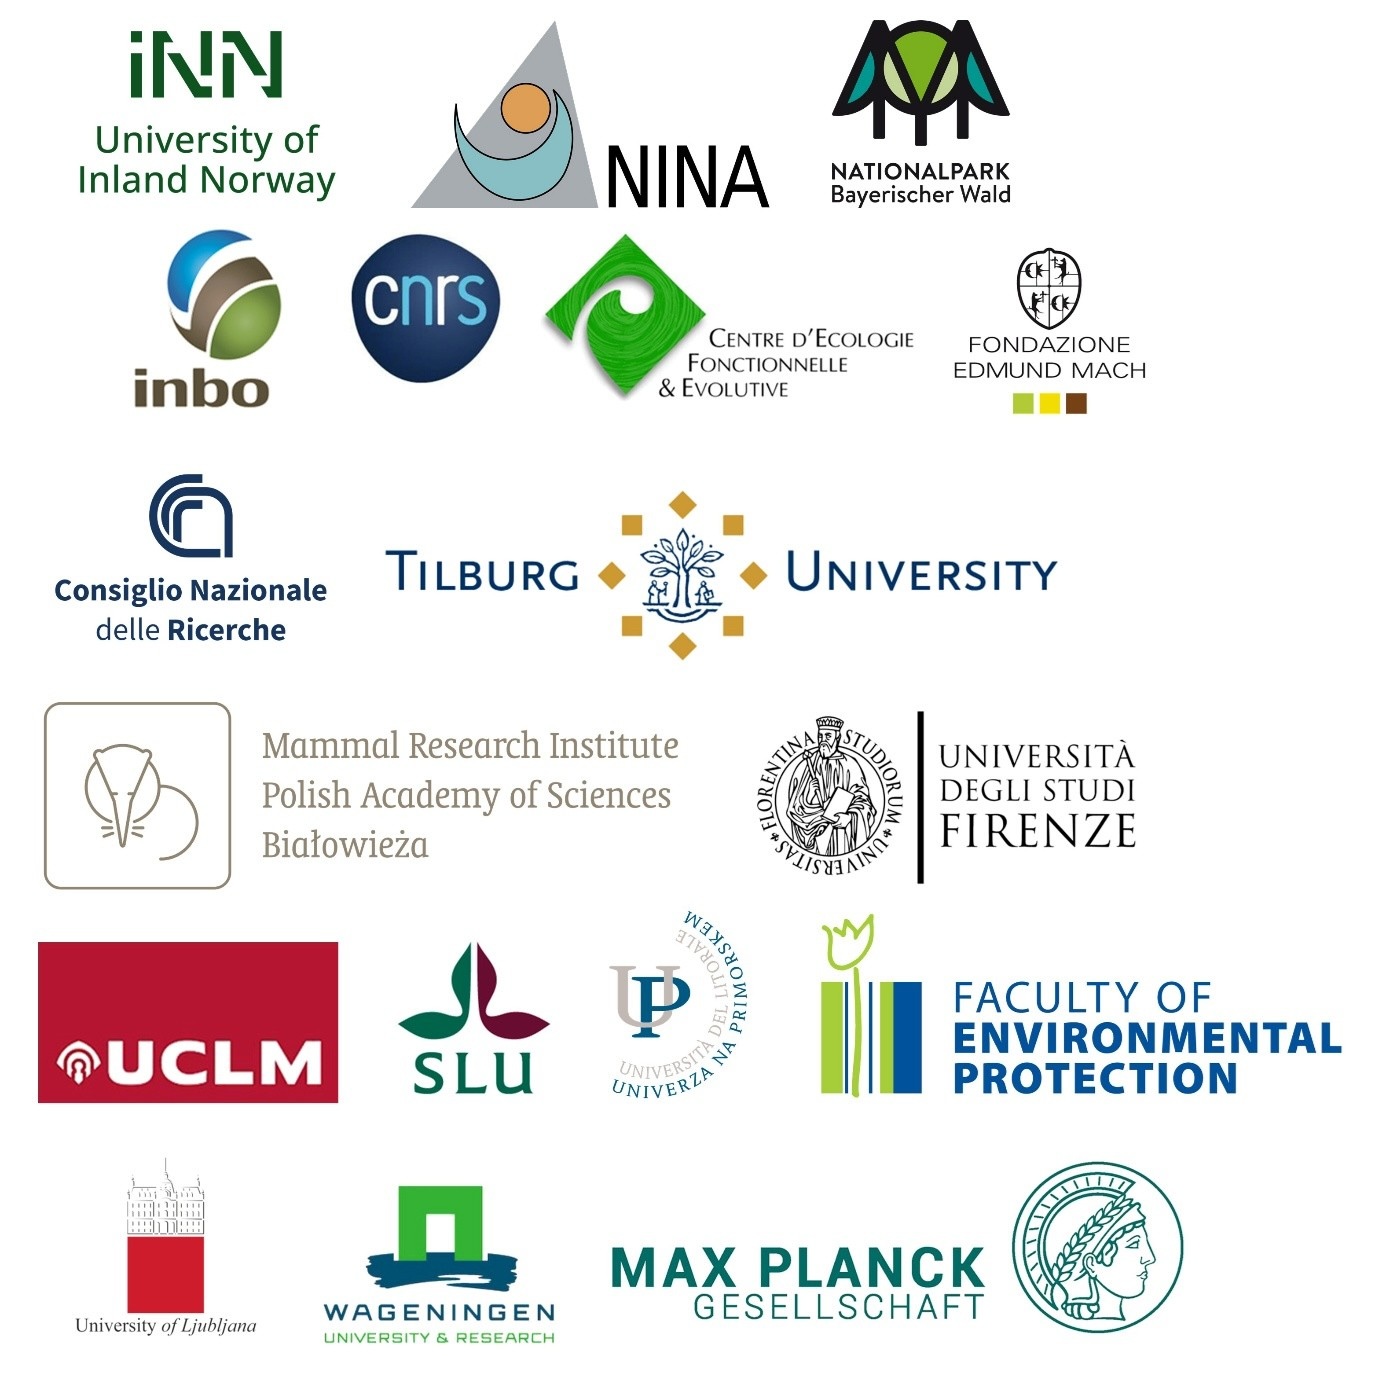 iNN
University of
Inland Norway
NINA
NATIONALPARK
Bayerischer Wald
inbo
cnrs
CENTRE D'ECOLOGIE
FONCTIONNELLE
& EVOLUTIVE
FONDAZIONE
EDMUND MACH
Consiglio Nazionale
delle Ricerche
TILBURG UNIVERSITY
Mammal Research Institute
Polish Academy of Sciences
Białowieża
FLORENTINA STUDIORUM UNIVERSITAS
UNIVERSITÀ
DEGLI STUDI
FIRENZE
UCLM
SLU
UP
UNIVERSITÀ DEL LITORALE
UNIVERZA NA PRIMORSKEM
FACULTY OF
ENVIRONMENTAL
PROTECTION
University of Ljubljana
WAGENINGEN
UNIVERSITY & RESEARCH
MAX PLANCK
GESELLSCHAFT